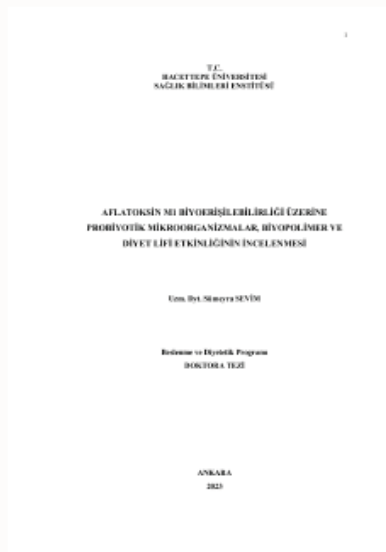 1
T.C.
HACETTEPE ÜNİVERSİTESİ
SAĞLIK BİLİMLERİ ENSTİTÜSÜ
AFLATOKSİN M1 BİYOERİŞİLEBİLİRLİĞİ ÜZERİNE
PROBİYOTİK MİKROORGANİZMALAR, BİYOPOLİMER VE
DİYET LİFİ ETKİNLİĞİNİN İNCELENMESİ
Uzm. Dyt. Sümeyra SEVİM
Beslenme ve Diyetetik Programı
DOKTORA TEZİ
ANKARA
2023